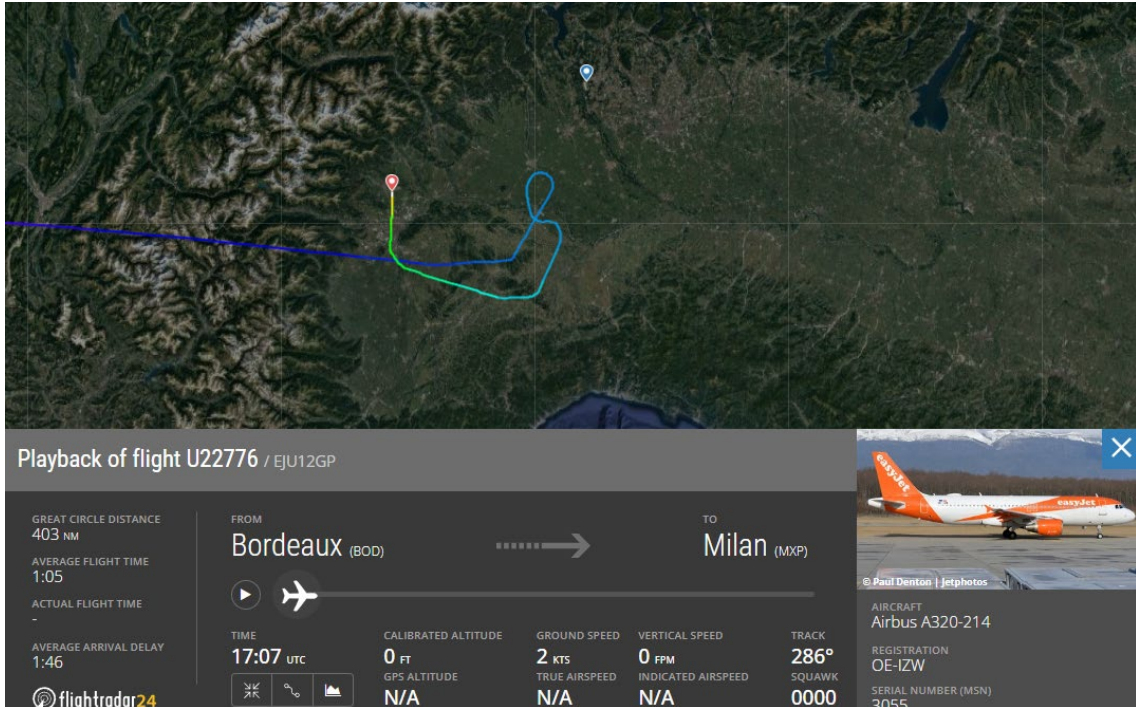 Playback of flight U22776 / EJU12GP
GREAT CIRCLE DISTANCE
403 NM
AVERAGE FLIGHT TIME
1:05
ACTUAL FLIGHT TIME
-
AVERAGE ARRIVAL DELAY
1:46
flightradar24
FROM
Bordeaux (BOD)
TO
Milan (MXP)
TIME
17:07 UTC
CALIBRATED ALTITUDE
0 FT
GPS ALTITUDE
N/A
GROUND SPEED
2 KTS
TRUE AIRSPEED
N/A
VERTICAL SPEED
0 FPM
INDICATED AIRSPEED
N/A
TRACK
286°
SQUAWK
0000
easyJet
easyJet
© Paul Denton | Jetphotos
AIRCRAFT
Airbus A320-214
REGISTRATION
OE-IZW
SERIAL NUMBER (MSN)
3055